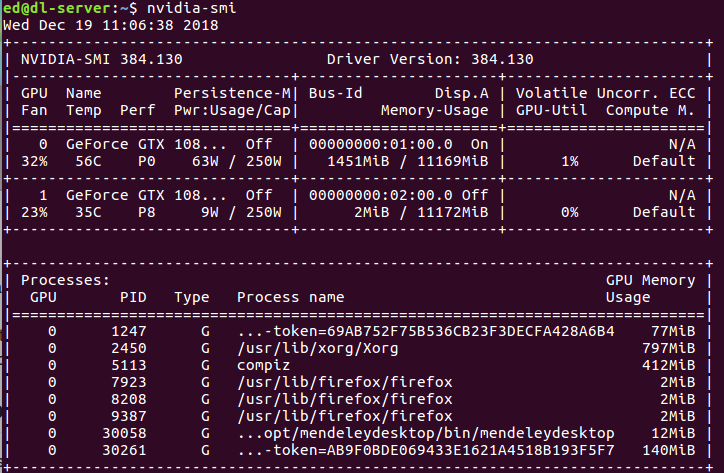 ed@dl-server:~$ nvidia-smi
Wed Dec 19 11:06:38 2018
+-----------------------------------------------------------------------------+
| NVIDIA-SMI 384.130                Driver Version: 384.130                   |
|-------------------------------+----------------------+----------------------+
| GPU  Name        Persistence-M| Bus-Id        Disp.A | Volatile Uncorr. ECC |
| Fan  Temp  Perf  Pwr:Usage/Cap|         Memory-Usage | GPU-Util  Compute M. |
|===============================+======================+======================|
|   0  GeForce GTX 108...  Off  | 00000000:01:00.0  On |                  N/A |
| 32%   56C    P0    63W / 250W |   1451MiB / 11169MiB |      1%      Default |
+-------------------------------+----------------------+----------------------+
|   1  GeForce GTX 108...  Off  | 00000000:02:00.0 Off |                  N/A |
| 23%   35C    P8     9W / 250W |      2MiB / 11172MiB |      0%      Default |
+-------------------------------+----------------------+----------------------+
+-----------------------------------------------------------------------------+
| Processes:                                                       GPU Memory |
|  GPU       PID   Type   Process name                             Usage      |
|=============================================================================|
|    0      1247      G   ...-token=69AB752F75B536CB23F3DECFA428A6B4    77MiB |
|    0      2450      G   /usr/lib/xorg/Xorg                           797MiB |
|    0      5113      G   compiz                                       412MiB |
|    0      7923      G   /usr/lib/firefox/firefox                       2MiB |
|    0      8208      G   /usr/lib/firefox/firefox                       2MiB |
|    0      9387      G   /usr/lib/firefox/firefox                       2MiB |
|    0     30058      G   ...opt/mendeleydesktop/bin/mendeleydesktop    12MiB |
|    0     30261      G   ...-token=AB9F0BDE069433E1621A4518B193F5F7   140MiB |
+-----------------------------------------------------------------------------+